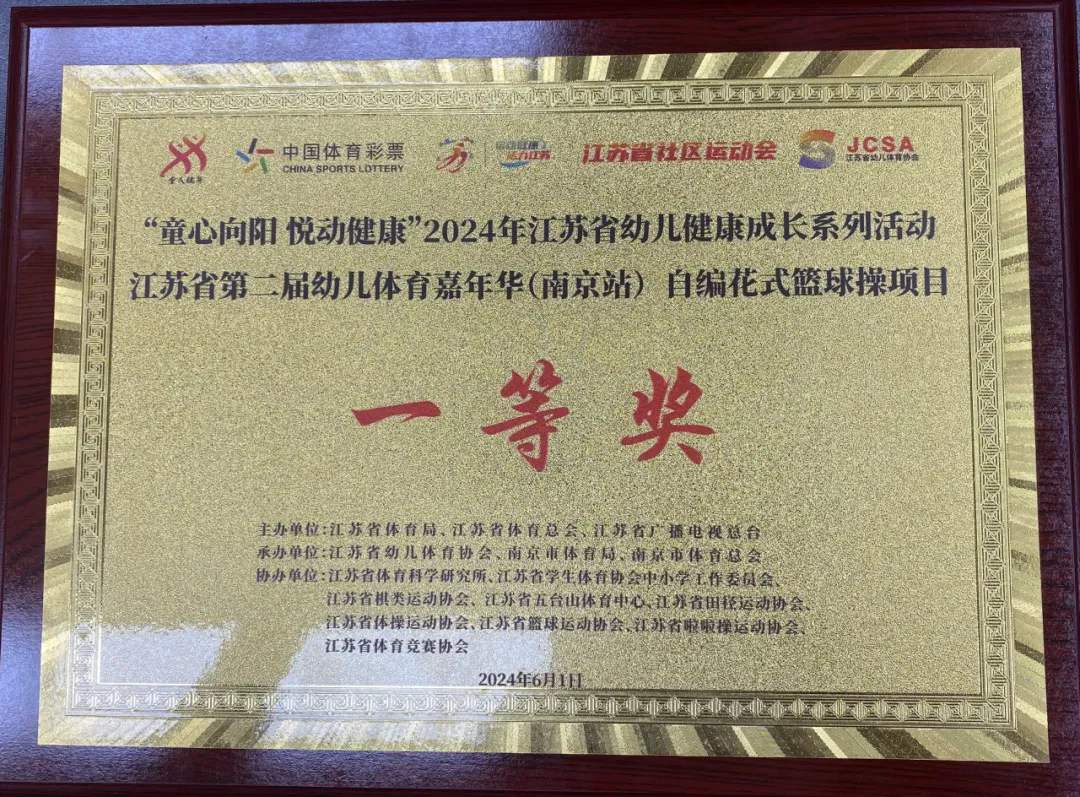 全民健身
中国体育彩票
CHINA SPORTS LOTTERY
苏
活力江苏
江苏省社区运动会
JCSA
江苏省幼儿体育协会
“童心向阳 悦动健康”2024年江苏省幼儿健康成长系列活动
江苏省第二届幼儿体育嘉年华(南京站) 自编花式篮球操项目
一等奖
主办单位:江苏省体育局、江苏省体育总会、江苏省广播电视总台
承办单位:江苏省幼儿体育协会、南京市体育局、南京市体育总会
协办单位:江苏省体育科学研究所、江苏省学生体育协会中小学工作委员会、
江苏省棋类运动协会、江苏省五台山体育中心、江苏省田径运动协会、
江苏省体操运动协会、江苏省篮球运动协会、江苏省啦啦操运动协会、
江苏省体育竞赛协会
2024年6月1日